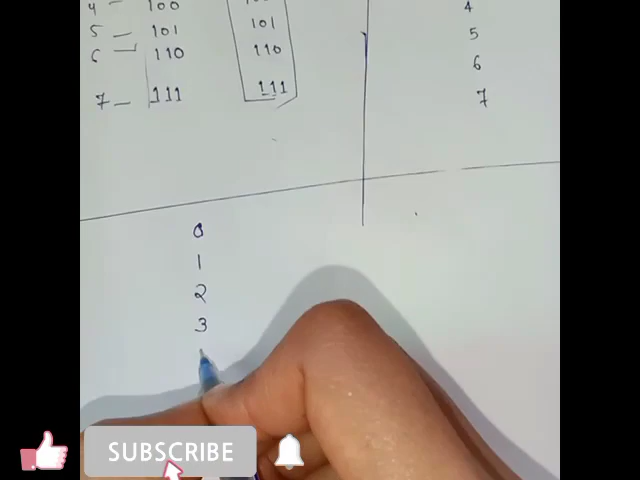 4 — 100
5 — 101 101 5
6 — 110 110 6
7 — 111 111 7
4
0
1
2
3
SUBSCRIBE